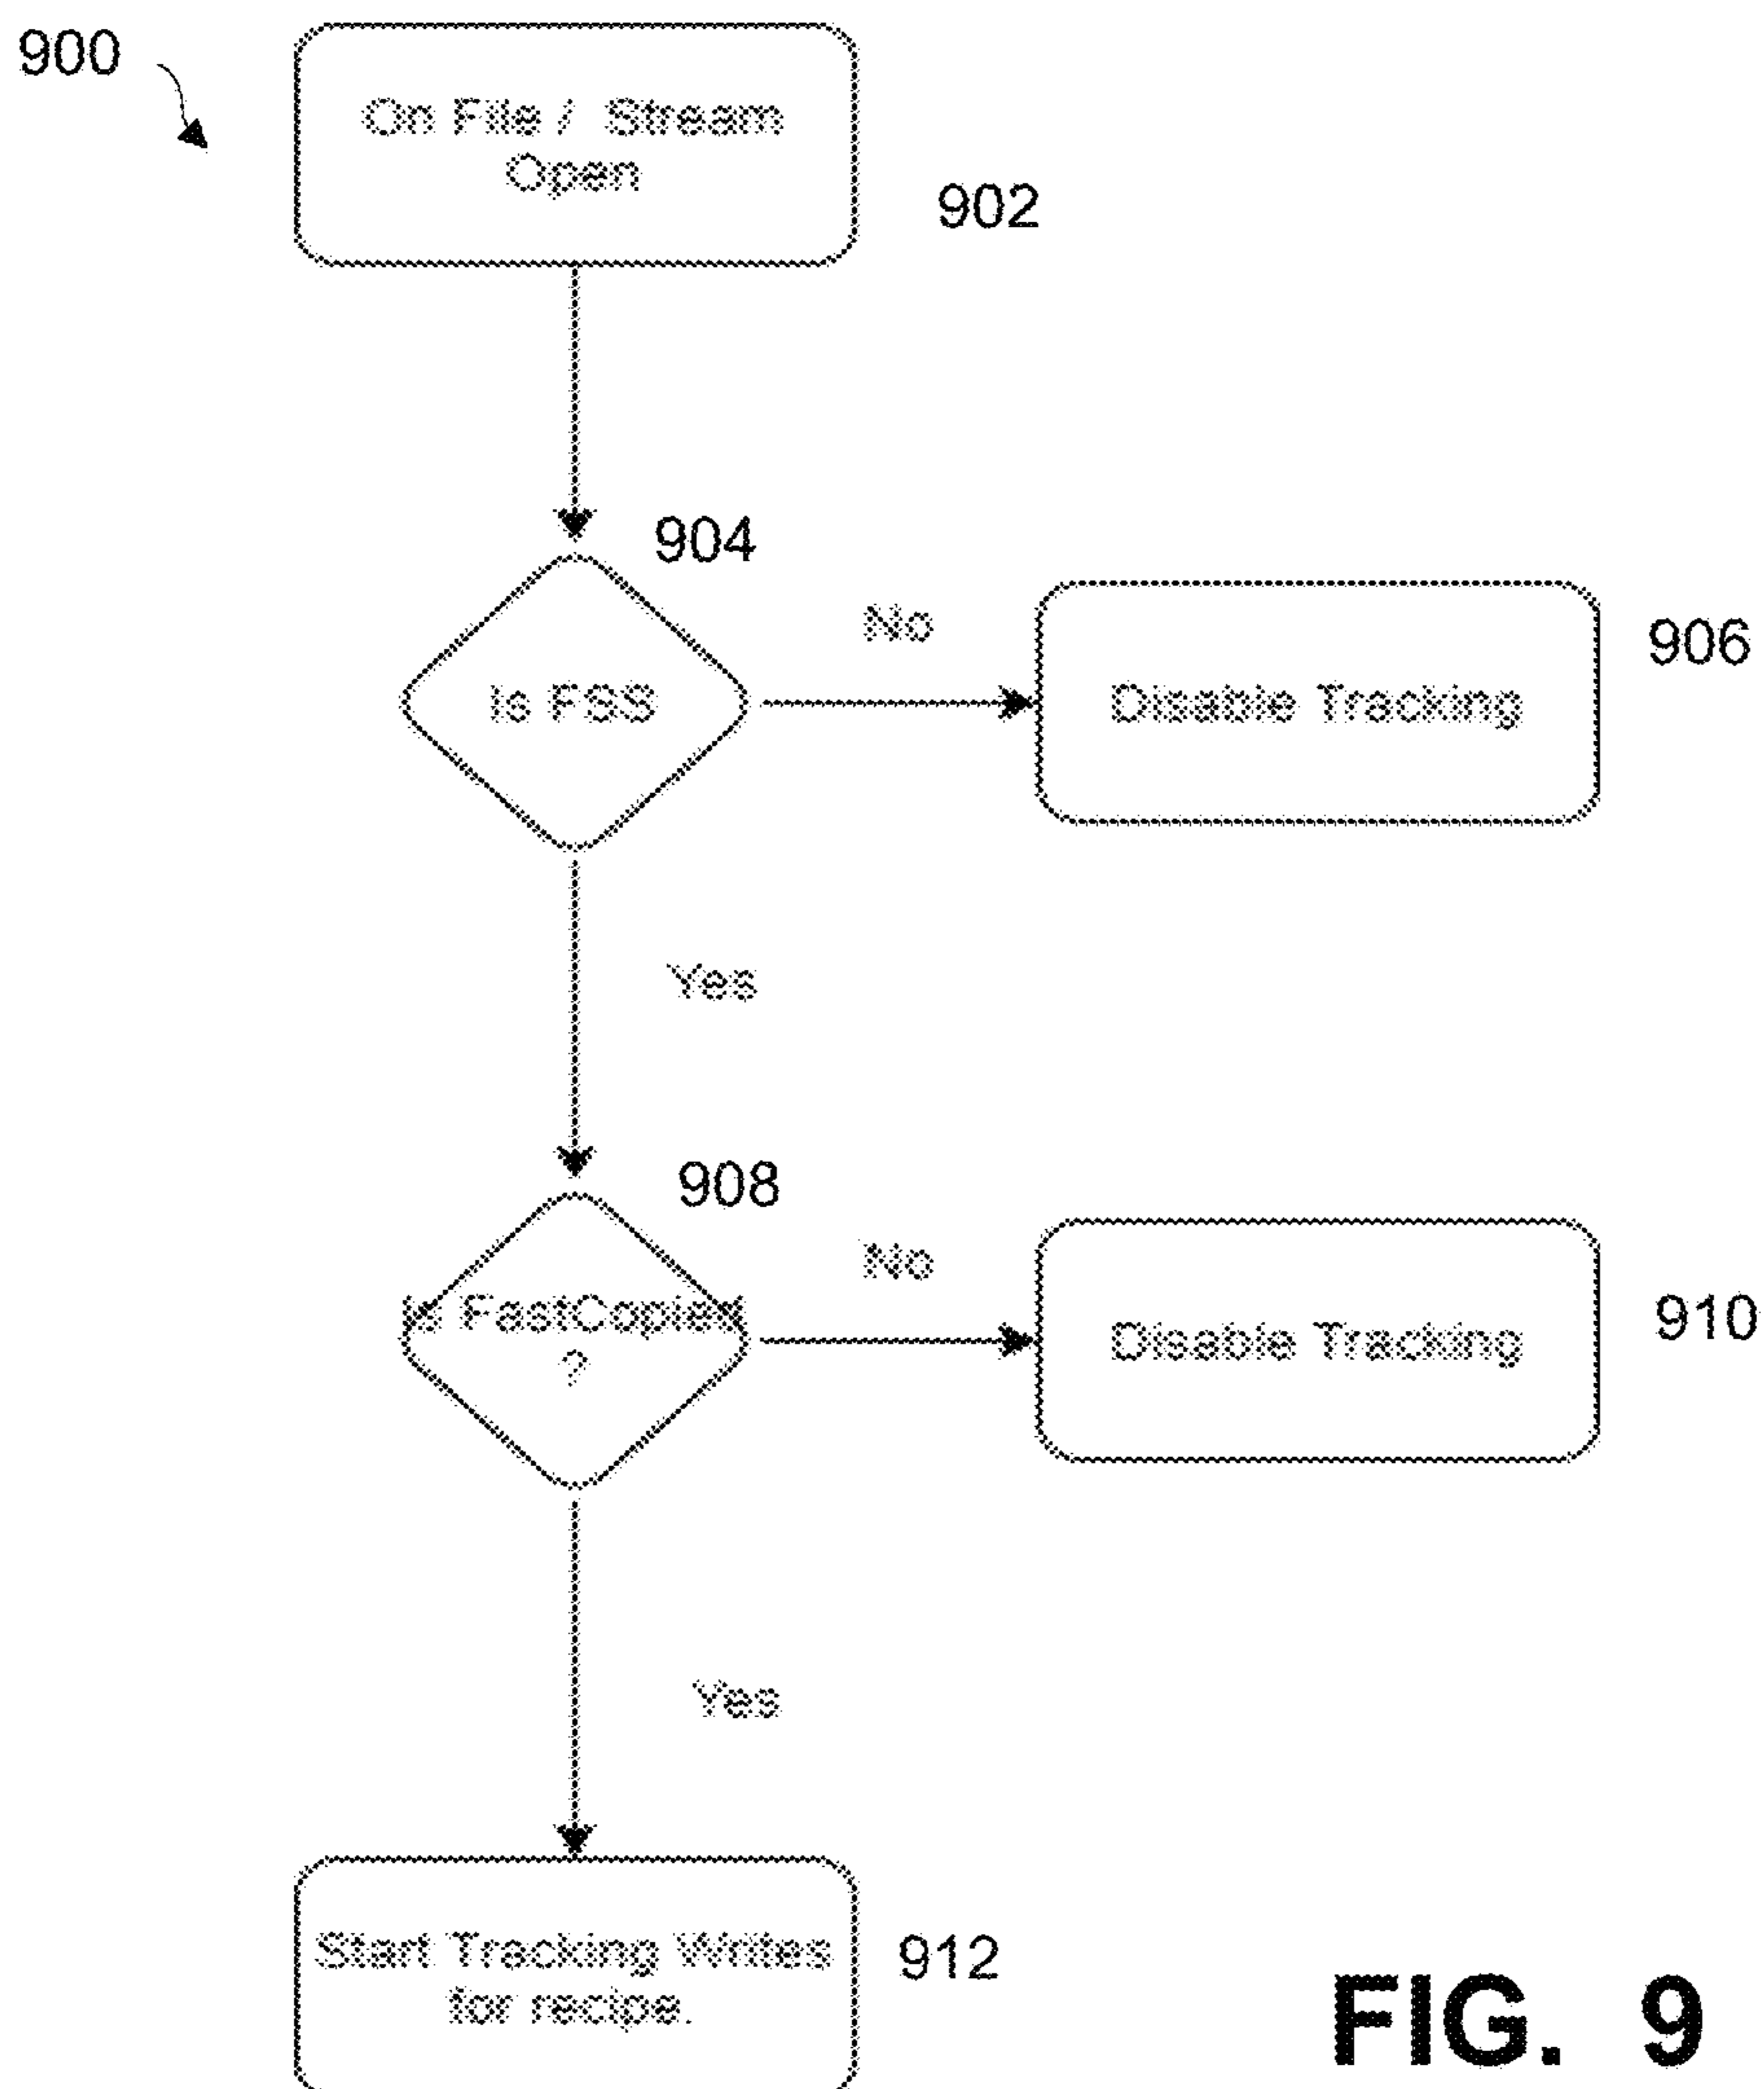 900
On File / Stream
Open
902
904
No
906
Is FSS
Disable Tracking
Yes
908
No
Is FastCopied
?
910
Disable Tracking
Yes
Start Tracking Writes
for recipe.
912
FIG. 9